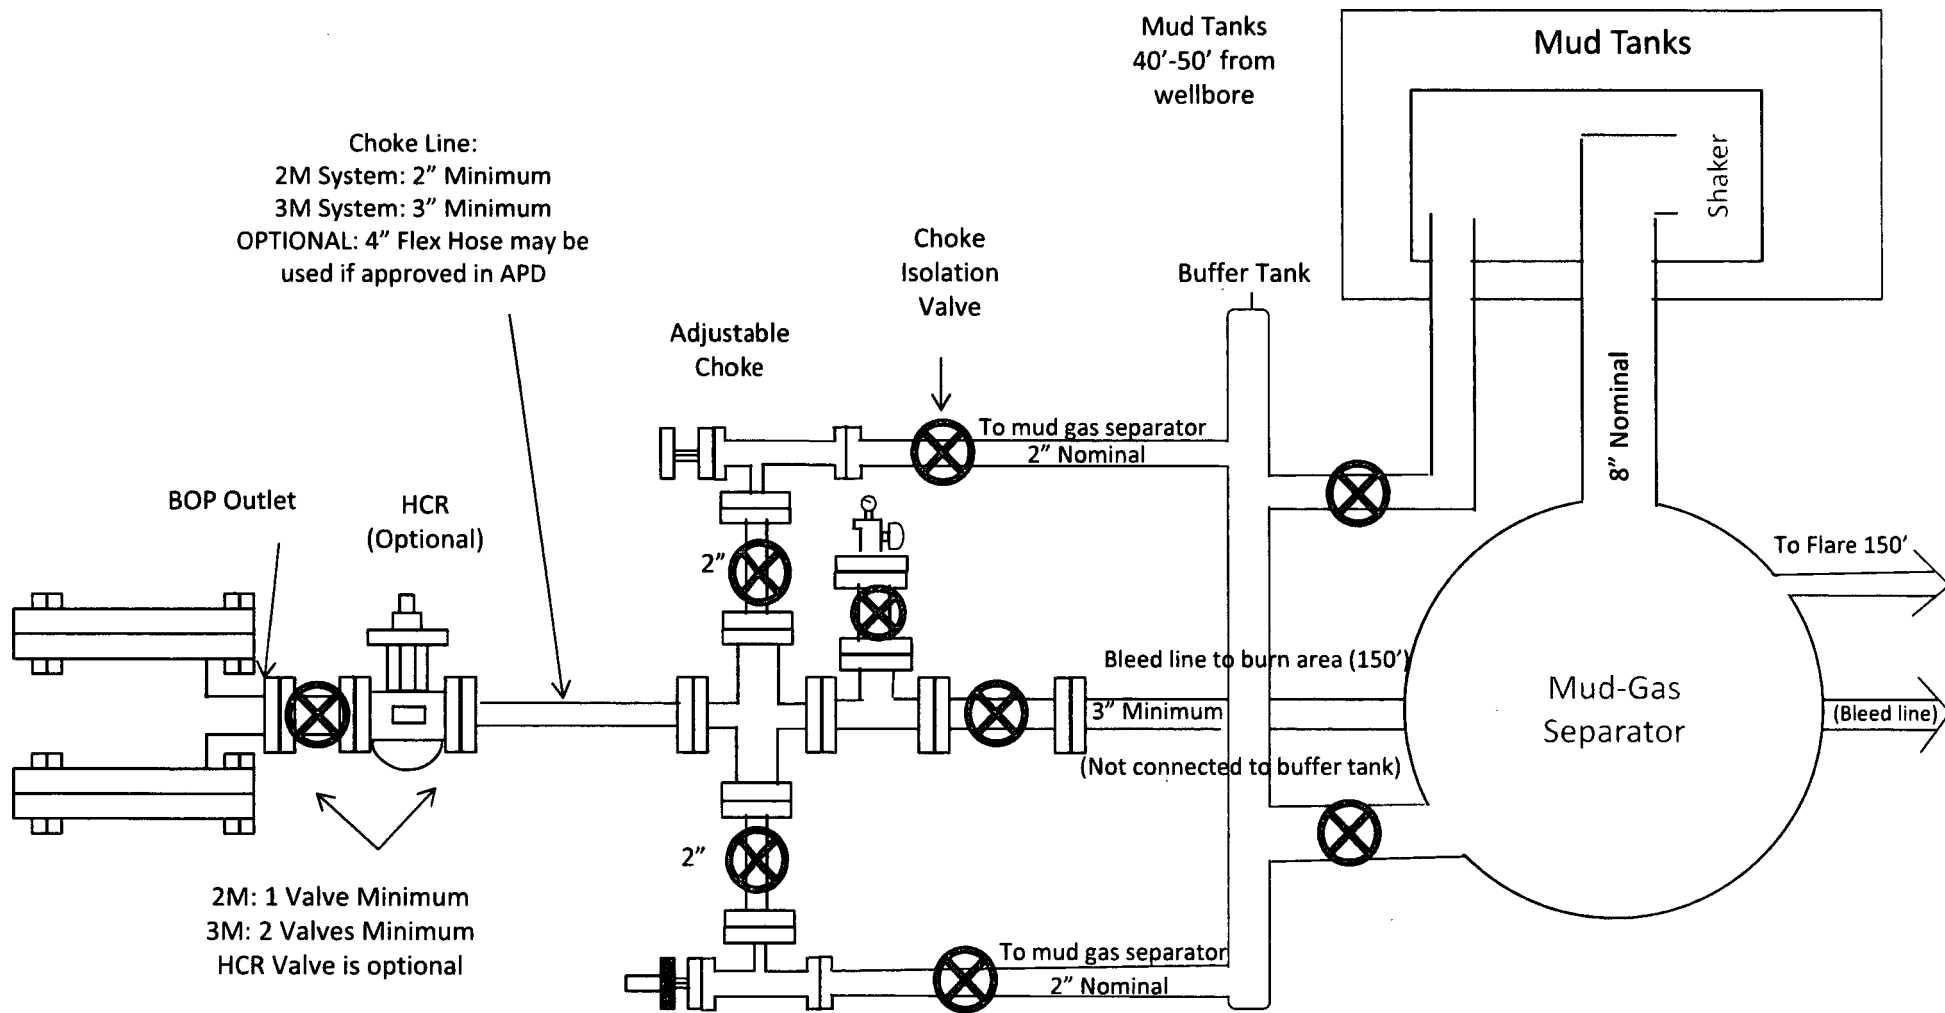 Mud Tanks
40’-50’ from
wellbore
Mud Tanks
Shaker
Choke Line:
2M System: 2” Minimum
3M System: 3” Minimum
OPTIONAL: 4” Flex Hose may be
used if approved in APD
Choke
Isolation
Valve
Buffer Tank
Adjustable
Choke
8” Nominal
To mud gas separator
2” Nominal
BOP Outlet
HCR
(Optional)
2”
To Flare 150’
Bleed line to burn area (150’)
3” Minimum
(Not connected to buffer tank)
Mud-Gas
Separator
(Bleed line)
2”
2M: 1 Valve Minimum
3M: 2 Valves Minimum
HCR Valve is optional
To mud gas separator
2” Nominal